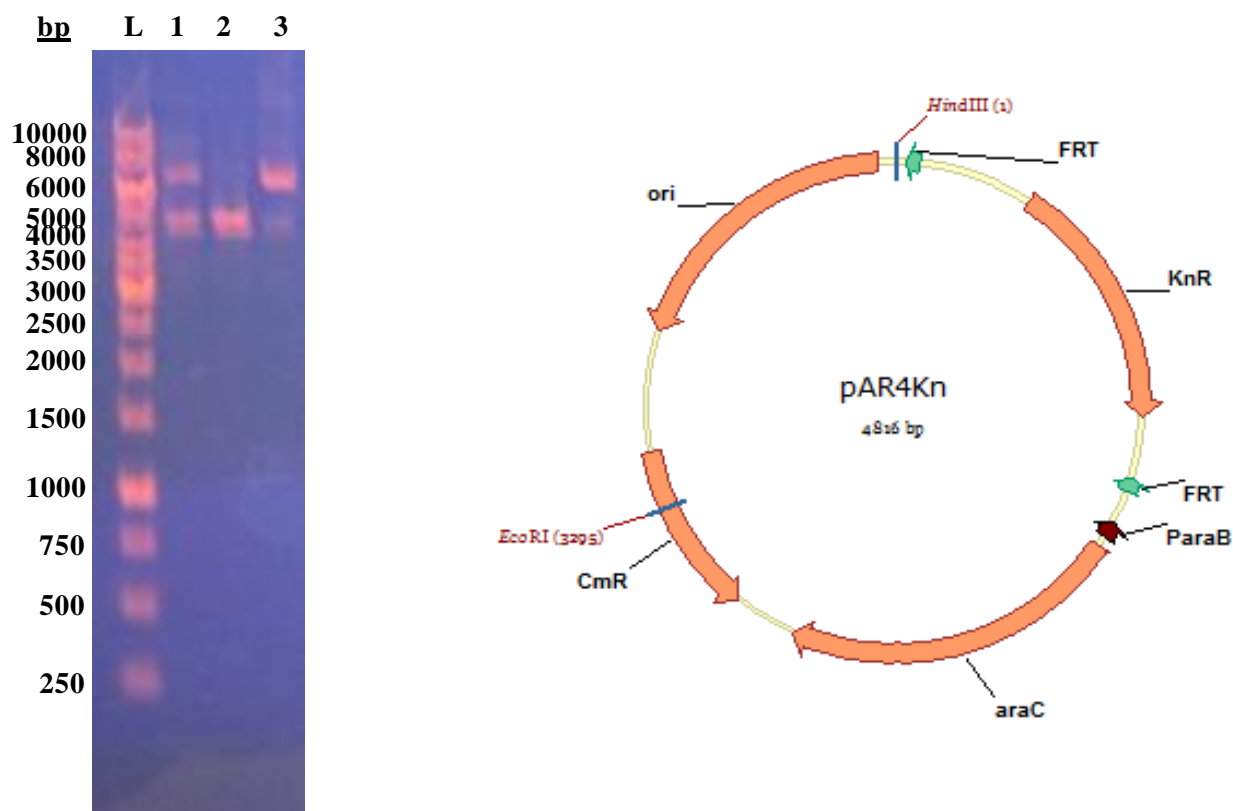 bp L 1 2 3
10000
8000
6000
5000
4000
3500
3000
2500
2000
1500
1000
750
500
250
HindIII (1)
FRT
ori
KnR
pAR4Kn
4816 bp
FRT
EcoRI (3295)
ParaB
CmR
araC